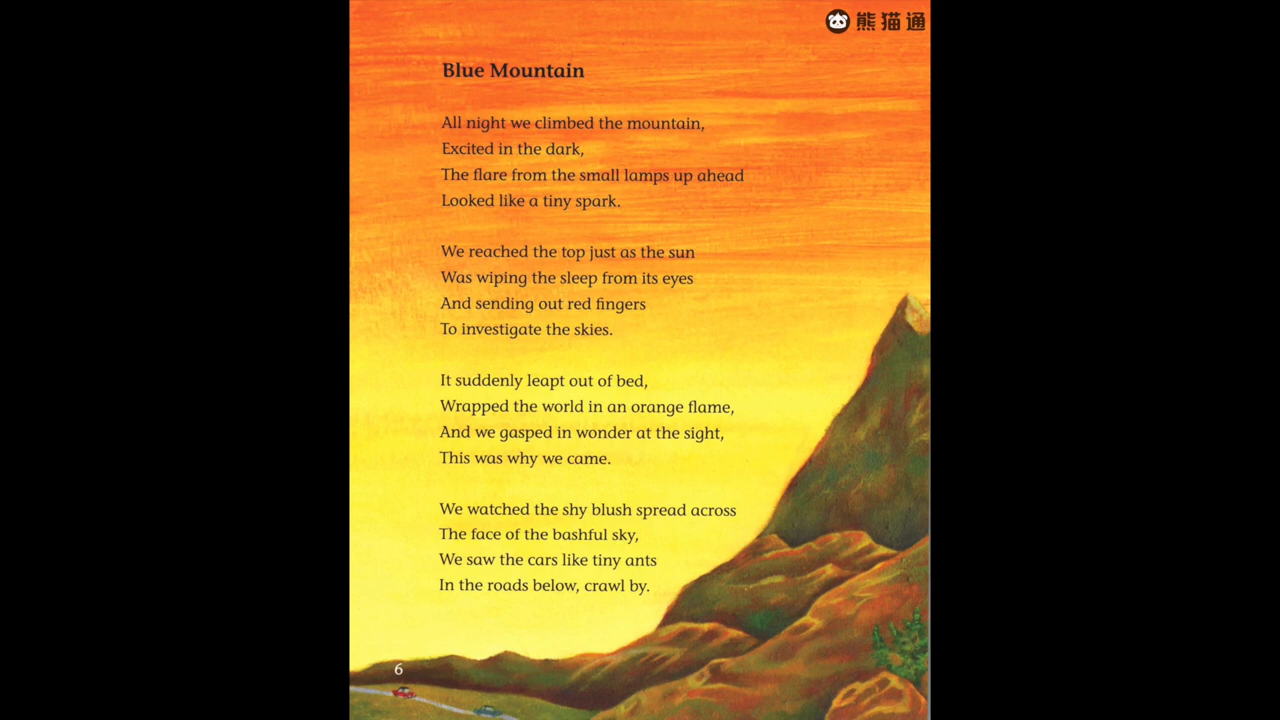 熊猫通
Blue Mountain
All night we climbed the mountain,
Excited in the dark,
The flare from the small lamps up ahead
Looked like a tiny spark.
We reached the top just as the sun
Was wiping the sleep from its eyes
And sending out red fingers
To investigate the skies.
It suddenly leapt out of bed,
Wrapped the world in an orange flame,
And we gasped in wonder at the sight,
This was why we came.
We watched the shy blush spread across
The face of the bashful sky,
We saw the cars like tiny ants
In the roads below, crawl by.
6